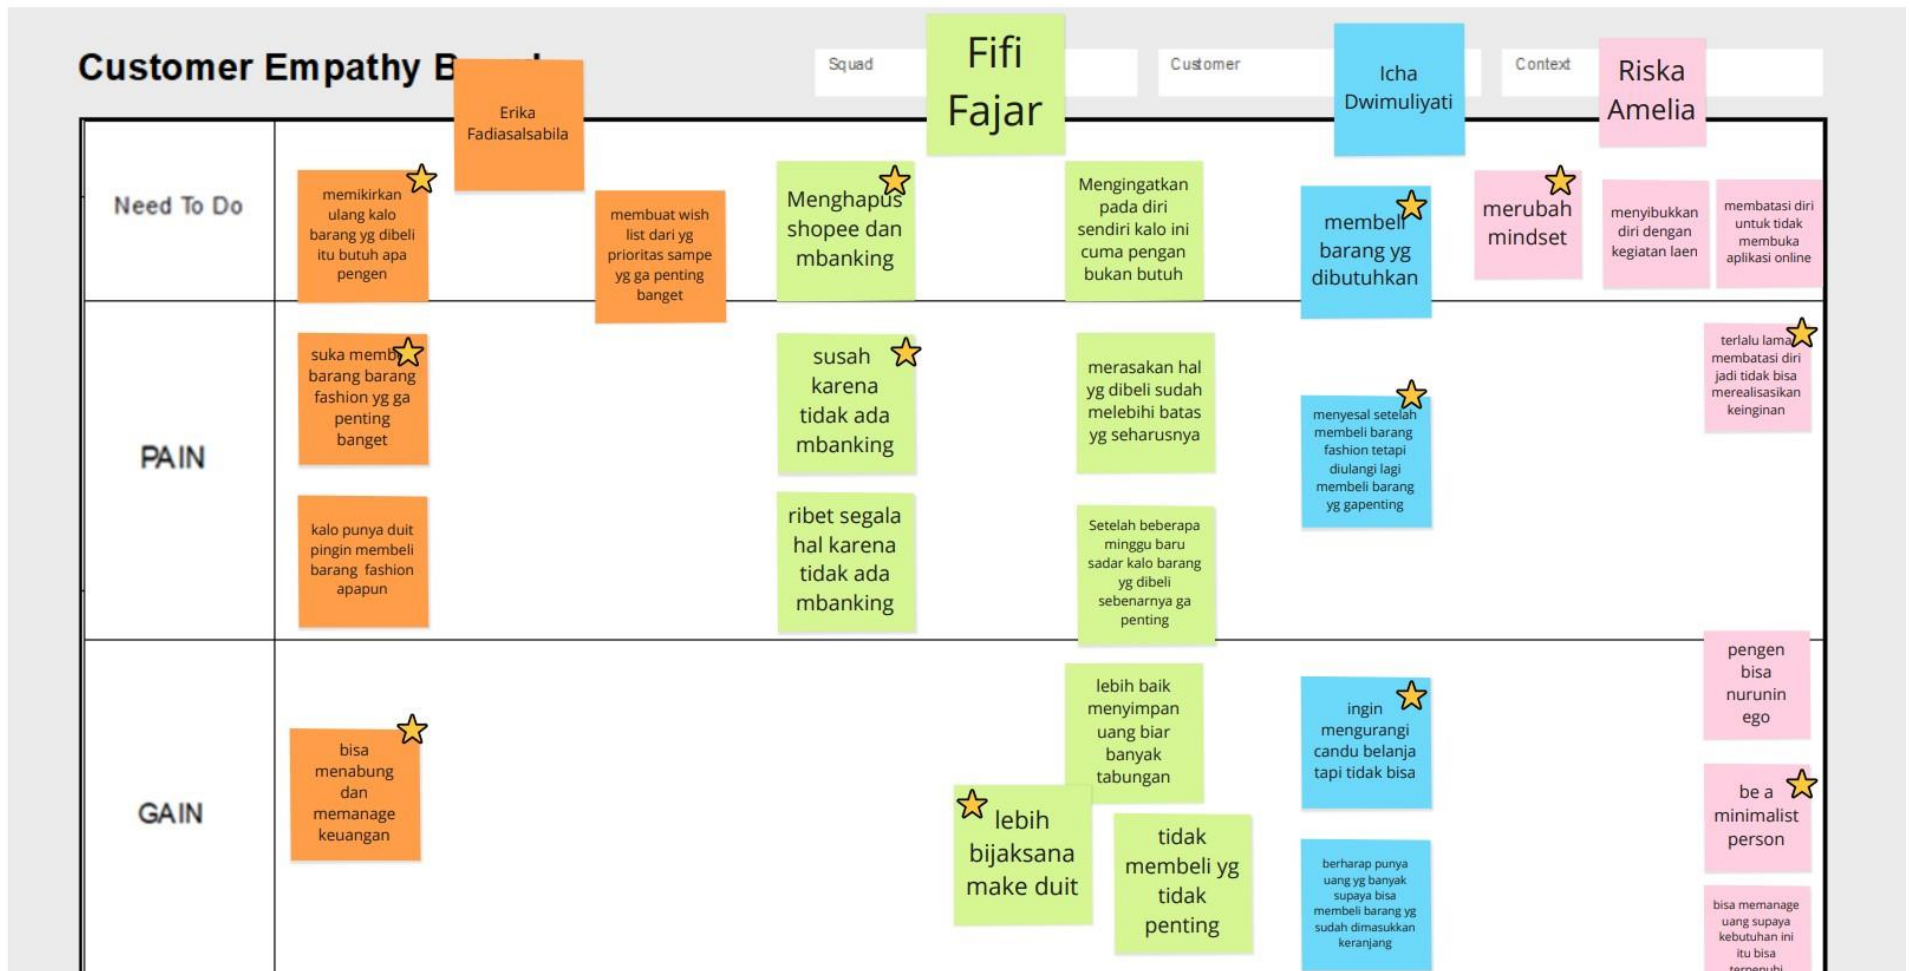 Customer Empathy B
Squad
Customer
Context
Erika
Fadiasalsabila
Fifi
Fajar
Icha
Dwimuliyati
Riska
Amelia
Need To Do
memikirkan
ulang kalo
barang yg dibeli
itu butuh apa
pengen
membuat wish
list dari yg
prioritas sampe
yg ga penting
banget
Menghapus
shopee dan
mbanking
Mengingatkan
pada diri
sendiri kalo ini
cuma pengan
bukan butuh
membeli
barang yg
dibutuhkan
merubah
mindset
menyibukkan
diri dengan
kegiatan laen
membatasi diri
untuk tidak
membuka
aplikasi online
PAIN
suka memb
barang barang
fashion yg ga
penting
banget
kalo punya duit
pingin membeli
barang fashion
apapun
susah
karena
tidak ada
mbanking
ribet segala
hal karena
tidak ada
mbanking
merasakan hal
yg dibeli sudah
melebihi batas
yg seharusnya
Setelah beberapa
minggu baru
sadar kalo barang
yg dibeli
sebenarnya ga
penting
menyesal setelah
membeli barang
fashion tetapi
diulangi lagi
membeli barang
yg gapenting
terlalu lama
membatasi diri
jadi tidak bisa
merealisasikan
keinginan
GAIN
bisa
menabung
dan
memanage
keuangan
lebih baik
menyimpan
uang biar
banyak
tabungan
lebih
bijaksana
make duit
tidak
membeli yg
tidak
penting
ingin
mengurangi
candu belanja
tapi tidak bisa
berharap punya
uang yg banyak
supaya bisa
membeli barang yg
sudah dimasukkan
keranjang
pengen
bisa
nurunin
ego
be a
minimalist
person
bisa memanage
uang supaya
kebutuhan ini
itu bisa
terpenuhi